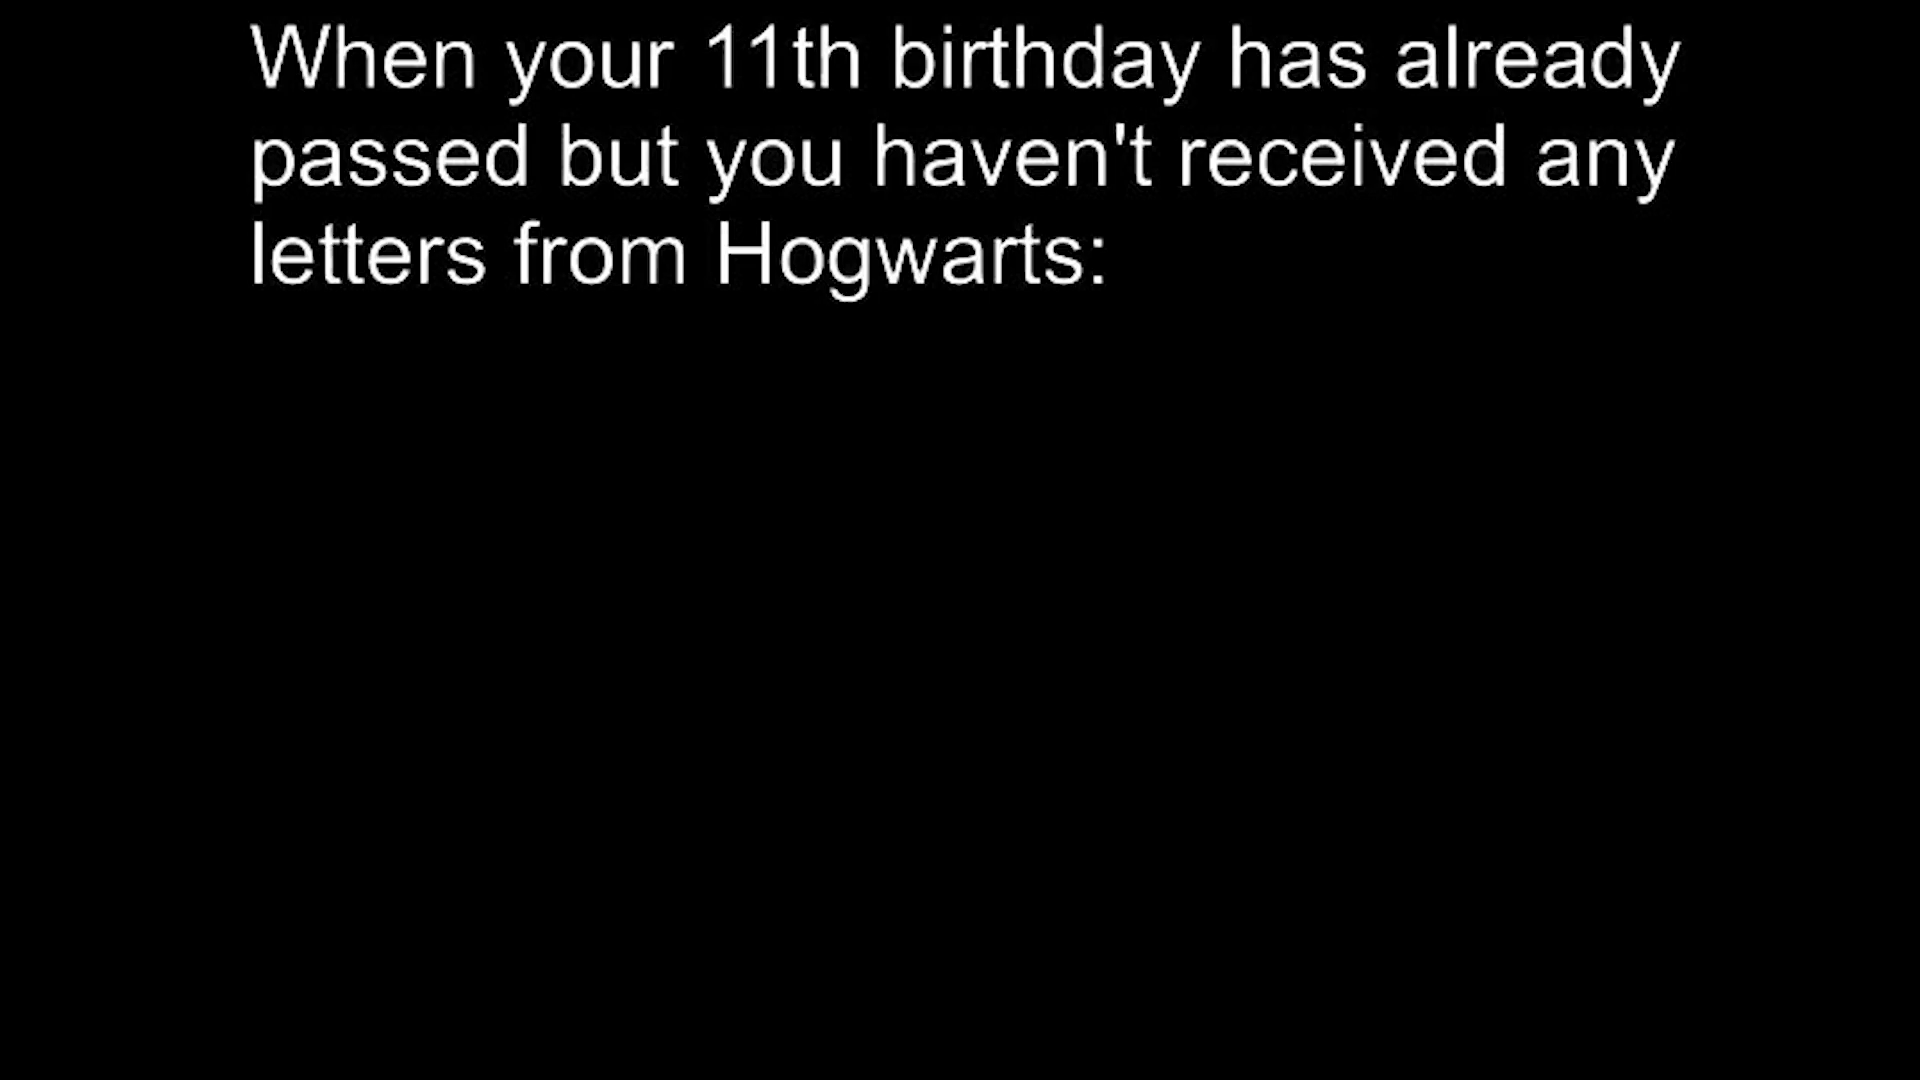 When your 11th birthday has already
passed but you haven't received any
letters from Hogwarts: